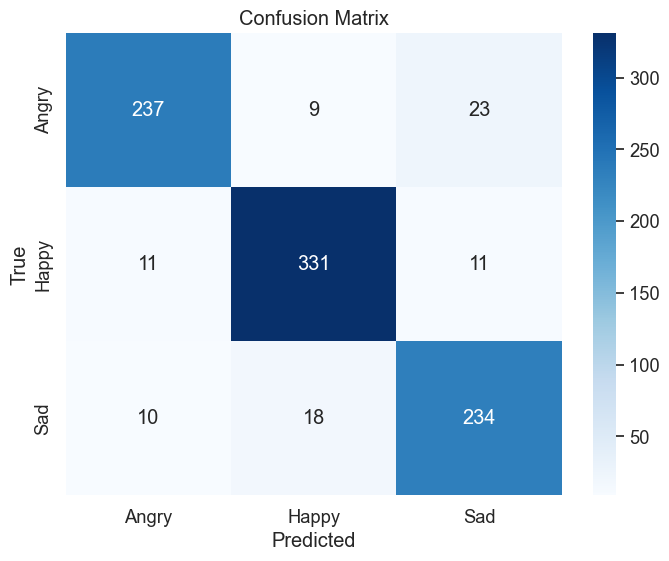 Confusion Matrix
True
Angry
237 9 23
Happy
11 331 11
Sad
10 18 234
Angry Happy Sad
Predicted
300
250
200
150
100
50